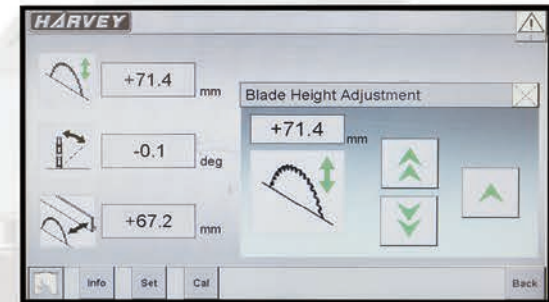 HARVEY
+71.4 mm
Blade Height Adjustment
+71.4 mm
-0.1 deg
+67.2 mm
Info Set Cal Back